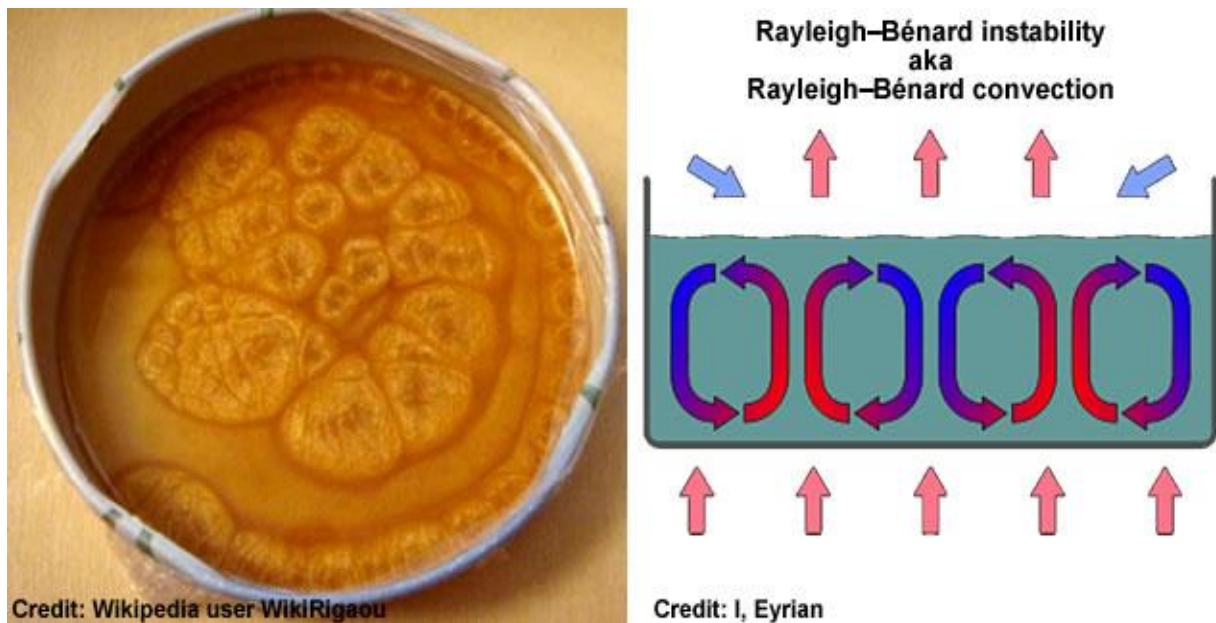 Rayleigh–Bénard instability
aka
Rayleigh–Bénard convection
Credit: Wikipedia user WikiRigaou
Credit: I, Eyrian